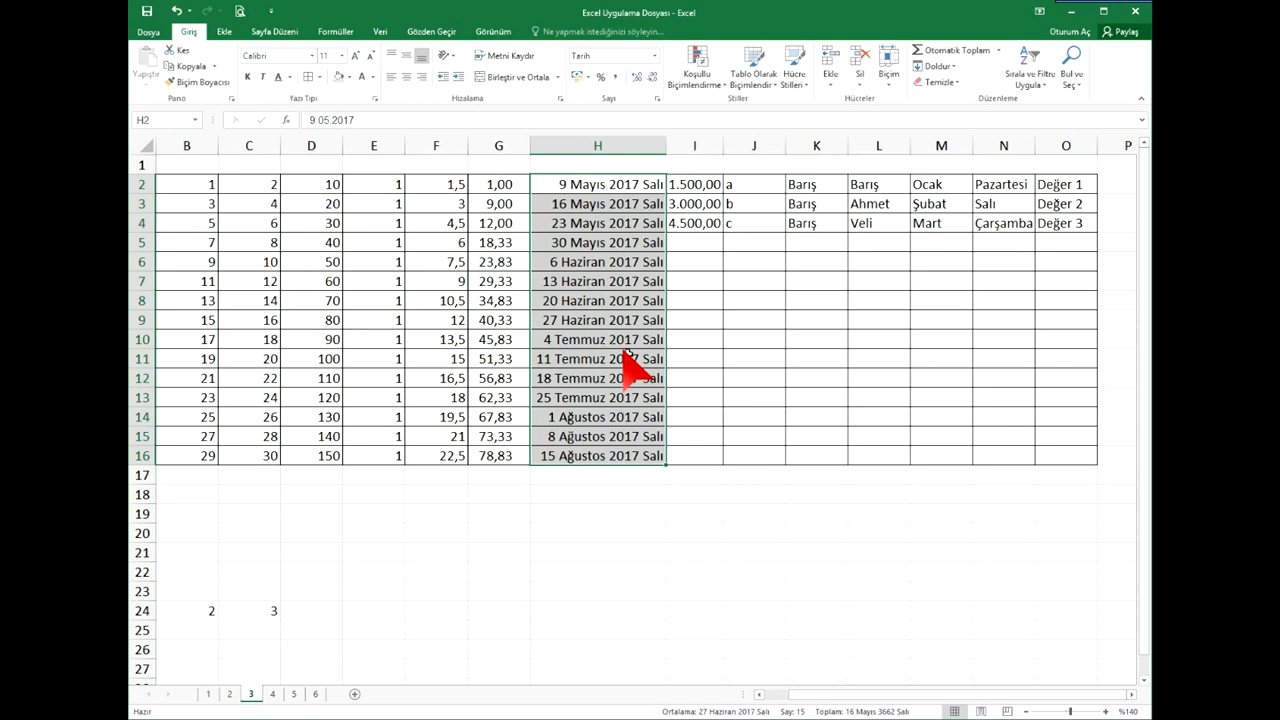 Excel Uygulama Dosyası - Excel
Dosya Giriş Ekle Sayfa Düzeni Formüller Veri Gözden Geçir Görünüm Ne yapmak istediğinizi söyleyin... Oturum Aç Paylaş
Yapıştır Kes Kopyala Biçim Boyacısı Pano
Calibri K T A Yazı Tipi
Metni Kaydır Birleştir ve Ortala Hizalama
Tarih % Sayı
Koşullu Biçimlendirme Tablo Olarak Biçimlendir Hücre Stilleri Stiller
Ekle Sil Biçim Hücreler
Otomatik Toplam Doldur Temizle Sırala ve Filtre Uygula Bul ve Seç Düzenleme
H2 fx 9.05.2017
B C D E F G H I J K L M N O P
1
2 1 2 10 1 1,5 1,00 9 Mayıs 2017 Salı 1.500,00 a Barış Barış Ocak Pazartesi Değer 1
3 3 4 20 1 3 9,00 16 Mayıs 2017 Salı 3.000,00 b Barış Ahmet Şubat Salı Değer 2
4 5 6 30 1 4,5 12,00 23 Mayıs 2017 Salı 4.500,00 c Barış Veli Mart Çarşamba Değer 3
5 7 8 40 1 6 18,33 30 Mayıs 2017 Salı
6 9 10 50 1 7,5 23,83 6 Haziran 2017 Salı
7 11 12 60 1 9 29,33 13 Haziran 2017 Salı
8 13 14 70 1 10,5 34,83 20 Haziran 2017 Salı
9 15 16 80 1 12 40,33 27 Haziran 2017 Salı
10 17 18 90 1 13,5 45,83 4 Temmuz 2017 Salı
11 19 20 100 1 15 51,33 11 Temmuz 2017 Salı
12 21 22 110 1 16,5 56,83 18 Temmuz 2017 Salı
13 23 24 120 1 18 62,33 25 Temmuz 2017 Salı
14 25 26 130 1 19,5 67,83 1 Ağustos 2017 Salı
15 27 28 140 1 21 73,33 8 Ağustos 2017 Salı
16 29 30 150 1 22,5 78,83 15 Ağustos 2017 Salı
17
18
19
20
21
22
23
24 2 3
25
26
27
1 2 3 4 5 6
Hazır Ortalama: 27 Haziran 2017 Salı Say: 15 Toplam: 16 Mayıs 3662 Salı %140